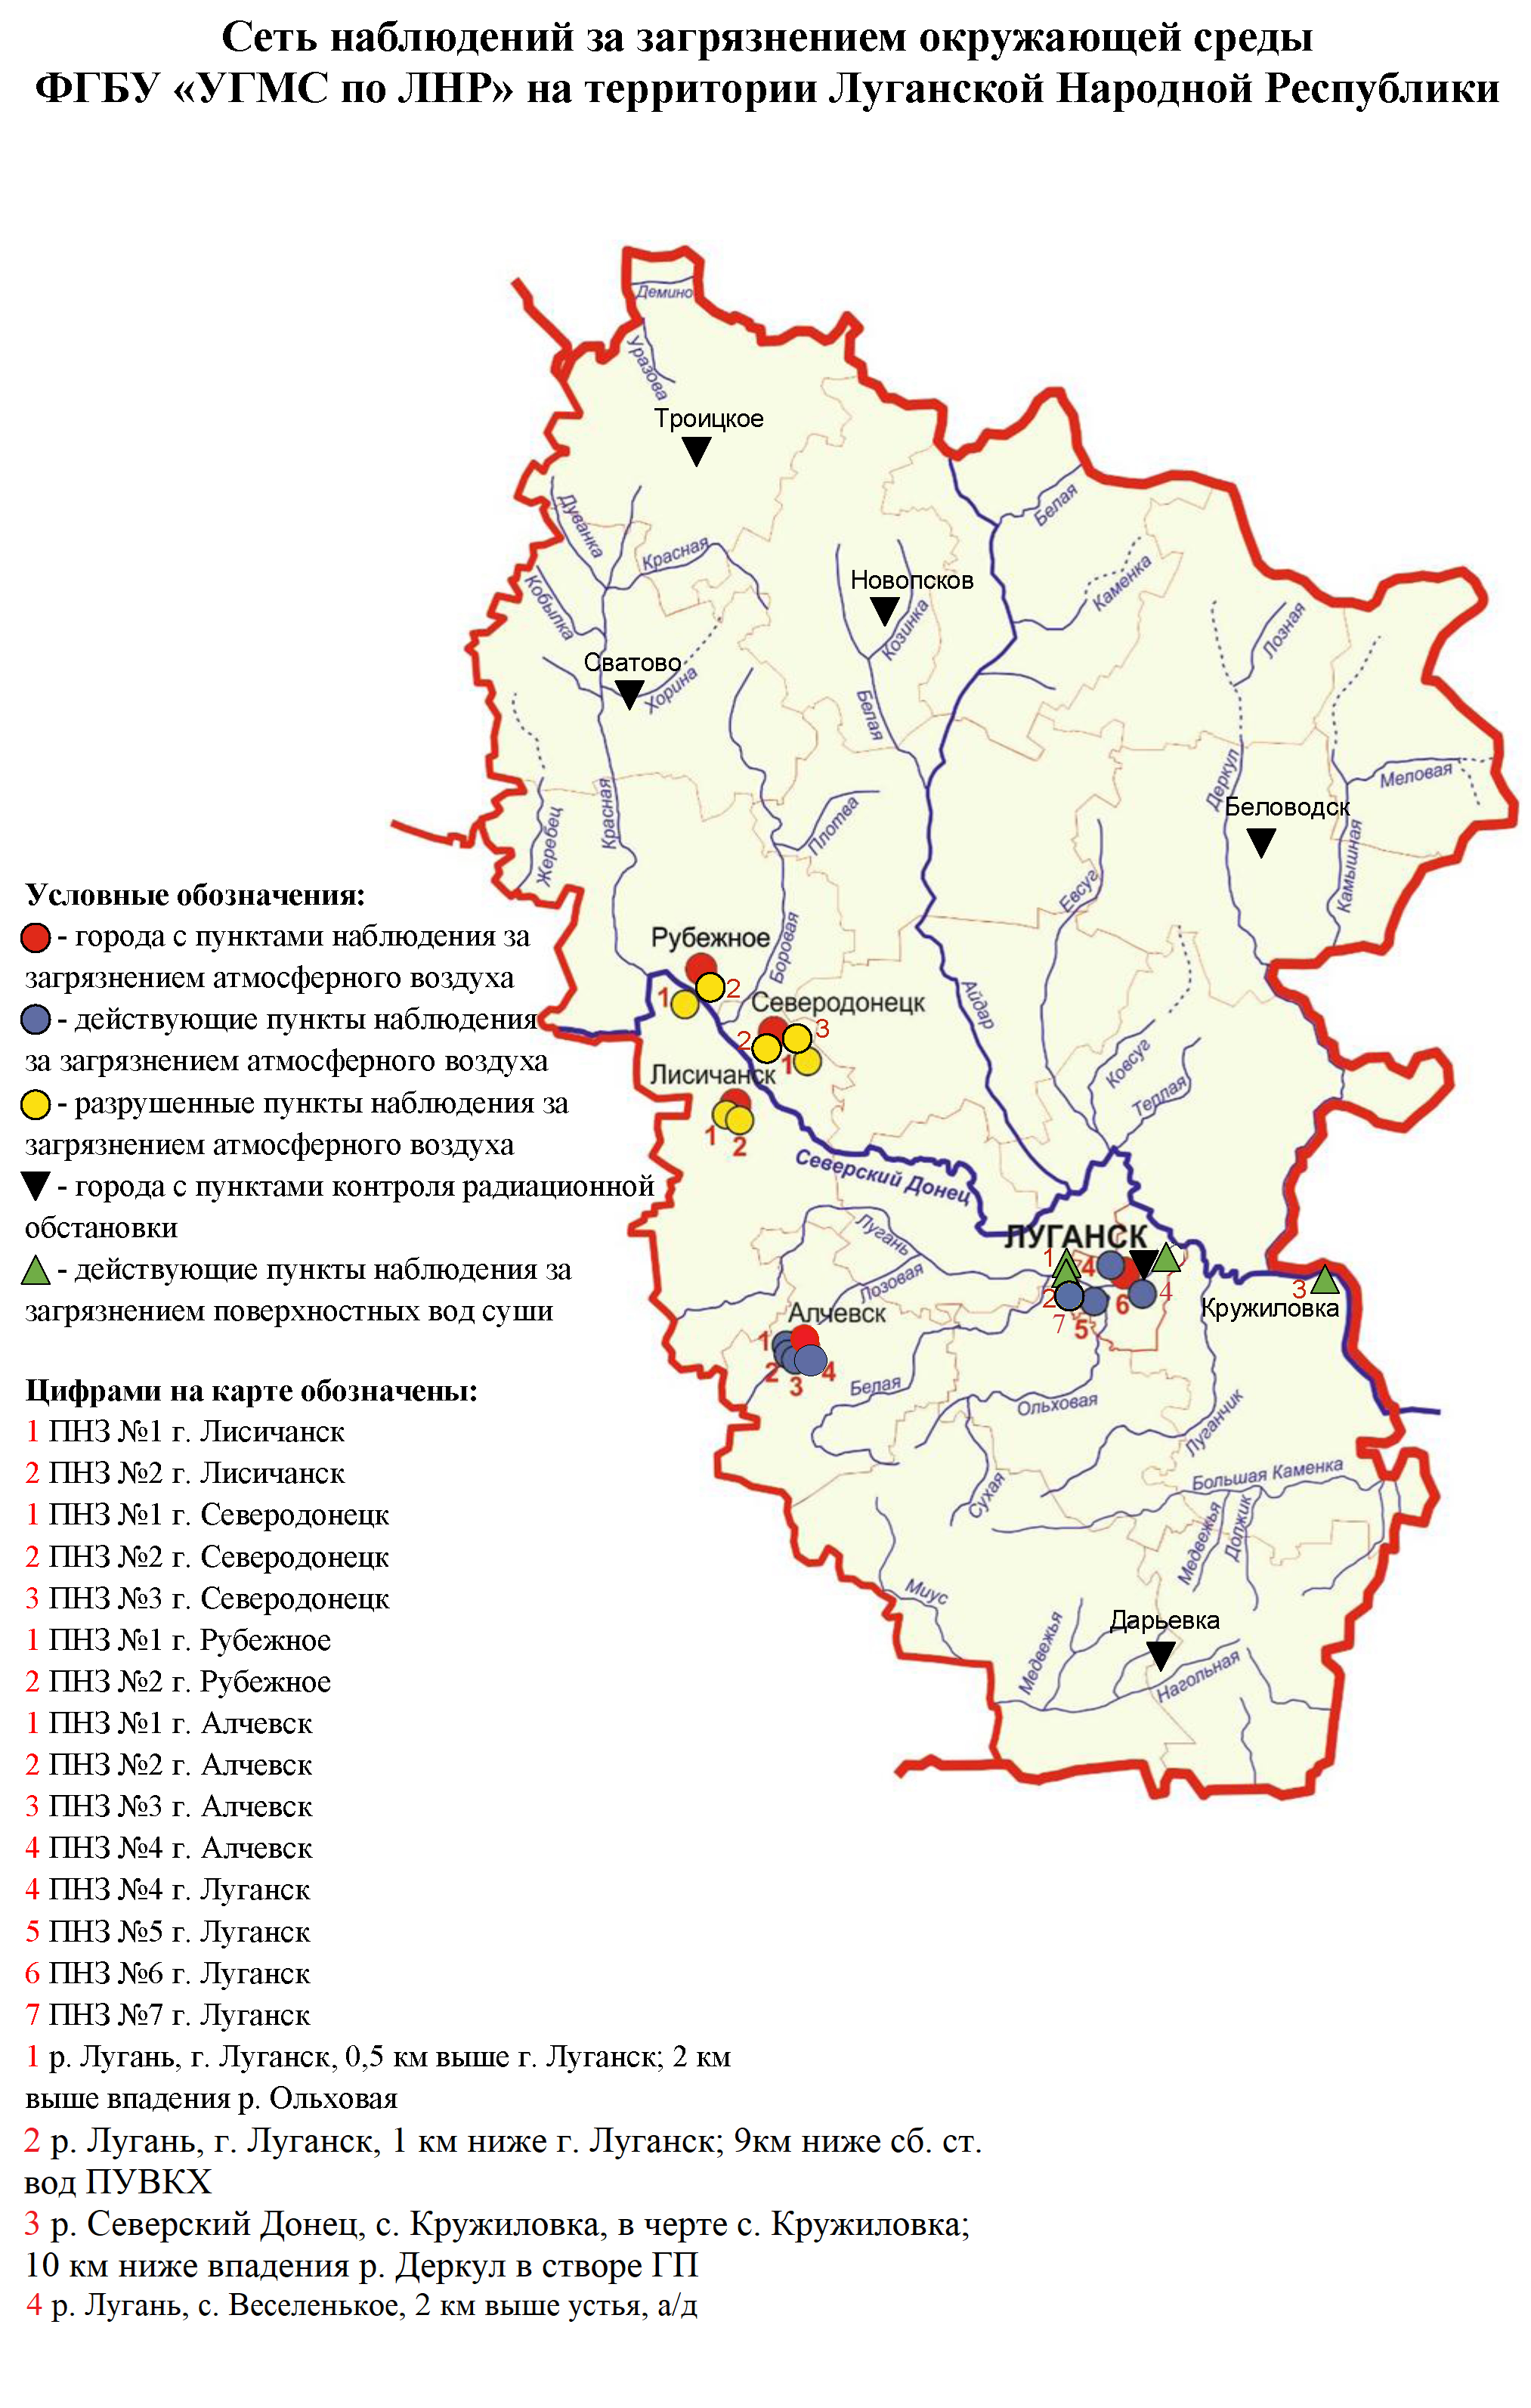 Сеть наблюдений за загрязнением окружающей среды
ФГБУ «УГМС по ЛНР» на территории Луганской Народной Республики
Демино
Уразова
Троицкое
Дуванка
Красная
Белая
Кобылка
Новопсков
Каменка
Козинка
Лозная
Сватово
Хорина
Белая
Деркул
Меловая
Красная
Плотва
Беловодск
Жеребец
Камышная
Евсуг
Боровая
Рубежное
1
2
Северодонецк
2
3
1
Айдар
Лисичанск
1
2
Ковсуг
Теплая
Северский Донец
Лугань
Лозовая
ЛУГАНСК
1
4
2
7
5
6
4
3
Кружиловка
Алчевск
1
2
3
4
Белая
Ольховая
Луганчик
Сухая
Большая Каменка
Медвежья
Должик
Миус
Медвежья
Дарьевка
Нагольная
Условные обозначения:
- города с пунктами наблюдения за
загрязнением атмосферного воздуха
- действующие пункты наблюдения
за загрязнением атмосферного воздуха
- разрушенные пункты наблюдения за
загрязнением атмосферного воздуха
- города с пунктами контроля радиационной
обстановки
- действующие пункты наблюдения за
загрязнением поверхностных вод суши
Цифрами на карте обозначены:
1 ПНЗ №1 г. Лисичанск
2 ПНЗ №2 г. Лисичанск
1 ПНЗ №1 г. Северодонецк
2 ПНЗ №2 г. Северодонецк
3 ПНЗ №3 г. Северодонецк
1 ПНЗ №1 г. Рубежное
2 ПНЗ №2 г. Рубежное
1 ПНЗ №1 г. Алчевск
2 ПНЗ №2 г. Алчевск
3 ПНЗ №3 г. Алчевск
4 ПНЗ №4 г. Алчевск
4 ПНЗ №4 г. Луганск
5 ПНЗ №5 г. Луганск
6 ПНЗ №6 г. Луганск
7 ПНЗ №7 г. Луганск
1 р. Лугань, г. Луганск, 0,5 км выше г. Луганск; 2 км
выше впадения р. Ольховая
2 р. Лугань, г. Луганск, 1 км ниже г. Луганск; 9км ниже сб. ст.
вод ПУВКХ
3 р. Северский Донец, с. Кружиловка, в черте с. Кружиловка;
10 км ниже впадения р. Деркул в створе ГП
4 р. Лугань, с. Веселенькое, 2 км выше устья, а/д